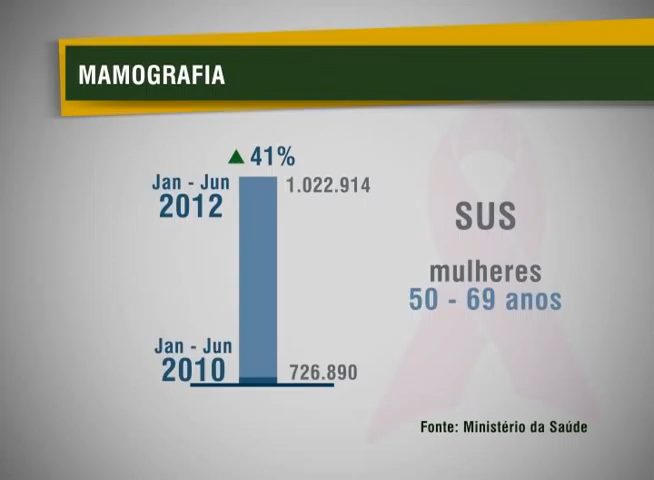 MAMOGRAFIA
▲ 41%
Jan - Jun
2012
1.022.914
SUS
mulheres
50 - 69 anos
Jan - Jun
2010
726.890
Fonte: Ministério da Saúde